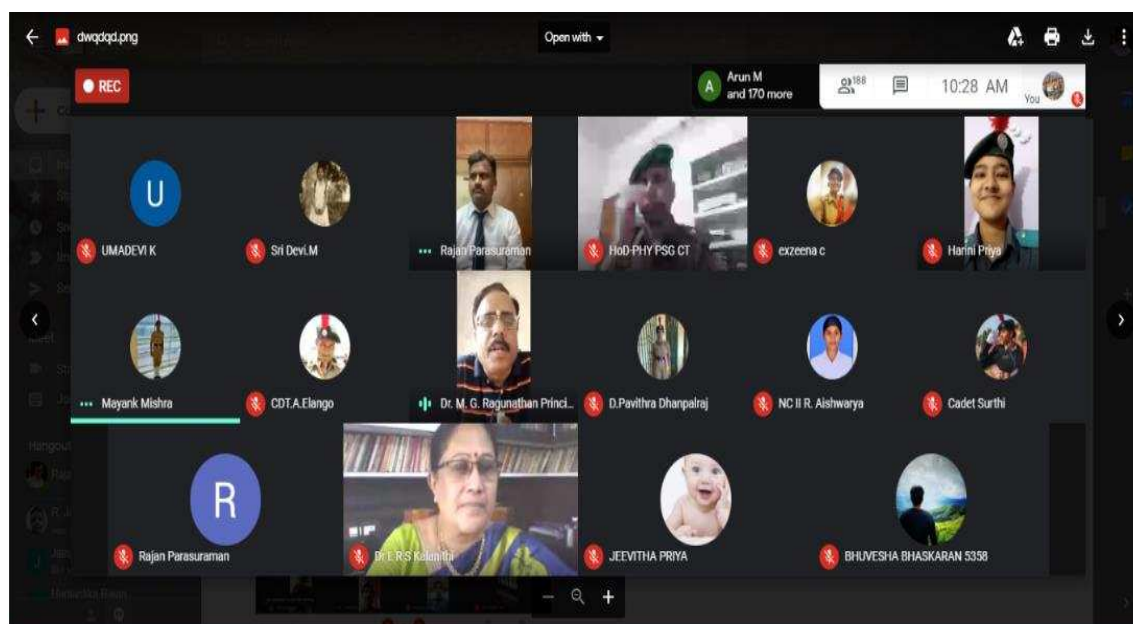 dwqdqd.png
Open with
REC
A
Arun M
and 170 more
188
10:28 AM
You
U
UMADEVI K
Sri Devi.M
Rajan Parasuraman
HoD-PHY PSG CT
exzeena c
Harini Priya
Mayank Mishra
CDT.A.Elango
Dr. M. G. Ragunathan Princi...
D.Pavithra Dhanpalraj
NC II R. Aishwarya
Cadet Surthi
R
Rajan Parasuraman
JEEVITHA PRIYA
BHUVESHA BHASKARAN 5358
Hangout